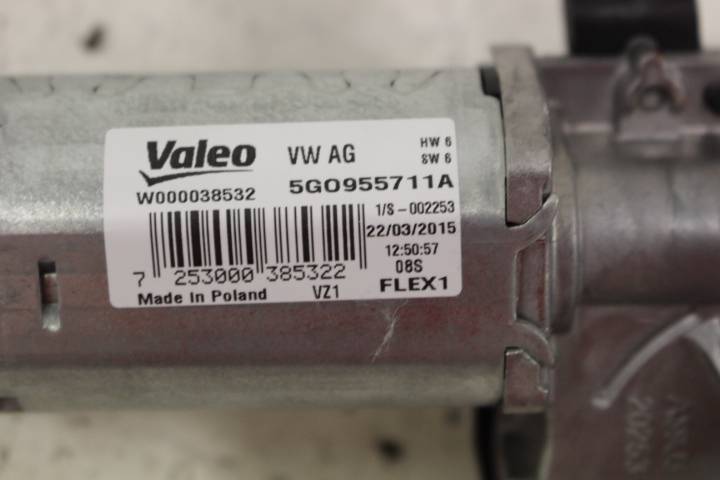 Valeo VW AG HW 6
SW 6
W000038532 5G0955711A
1/S-002253
22/03/2015
12:50:57
7 253000 385322 08S
Made In Poland VZ1 FLEX1